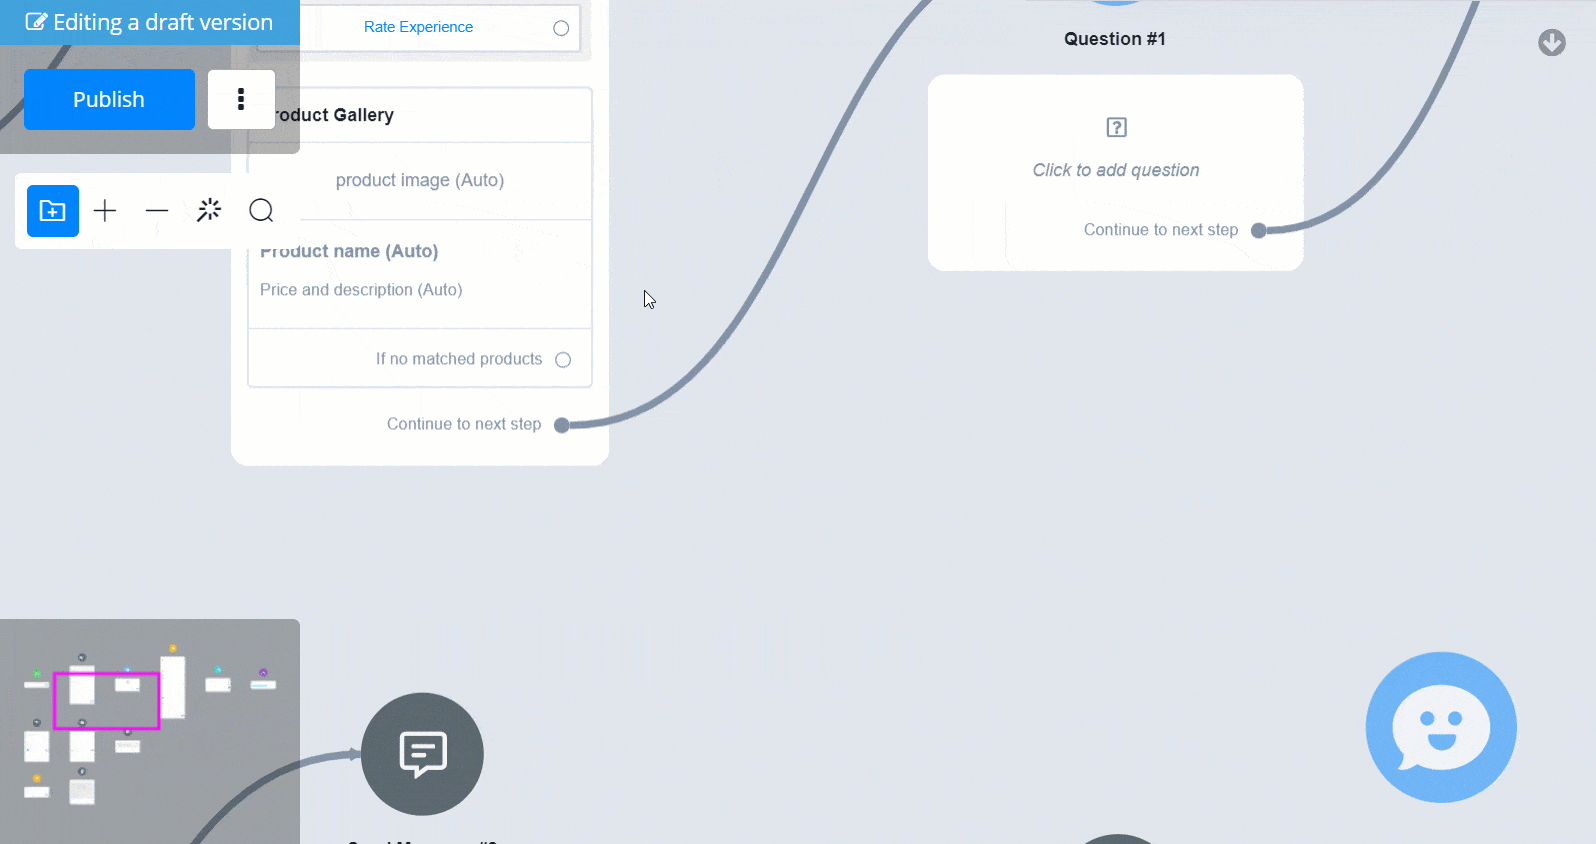 Editing a draft version
Rate Experience
Question #1
Publish
roduct Gallery
Click to add question
product image (Auto)
Continue to next step
Product name (Auto)
Price and description (Auto)
If no matched products
Continue to next step